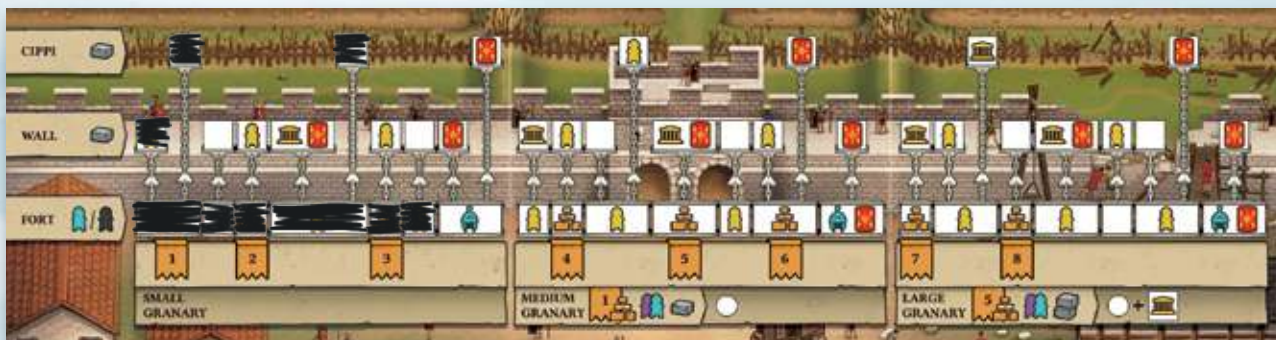 CIPPI
WALL
FORT /
1 2 3 4 5 6 7 8
SMALL GRANARY
MEDIUM GRANARY 1
LARGE GRANARY 5 +